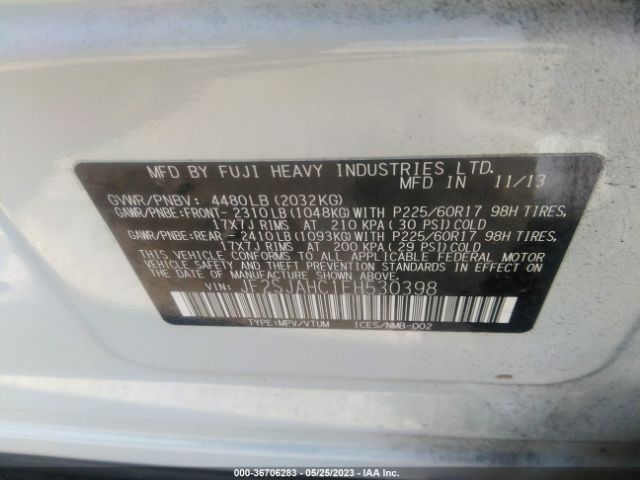 MFD BY FUJI HEAVY INDUSTRIES LTD.
MFD IN 11/13
GVWR/PNBV: 4480LB(2032KG)
GAWR/PNBE:FRONT-2310LB(1048KG)WITH P225/60R17 98H TIRES,
17X7J RIMS AT 210 KPA( 30 PSI)COLD
GAWR/PNBE:REAR -2410LB(1093KG)WITH P225/60R17 98H TIRES,
17X7J RIMS AT 200 KPA( 29 PSI)COLD
THIS VEHICLE CONFORMS TO ALL APPLICABLE FEDERAL MOTOR
VEHICLE SAFETY AND THEFT PREVENTION STANDARDS IN EFFECT ON
THE DATE OF MANUFACTURE SHOWN ABOVE.
VIN: JF2SJAHC1EH530398
TYPE:MPV/VTUM ICES/NMB-002
000-36706283 - 05/25/2023 - IAA Inc.